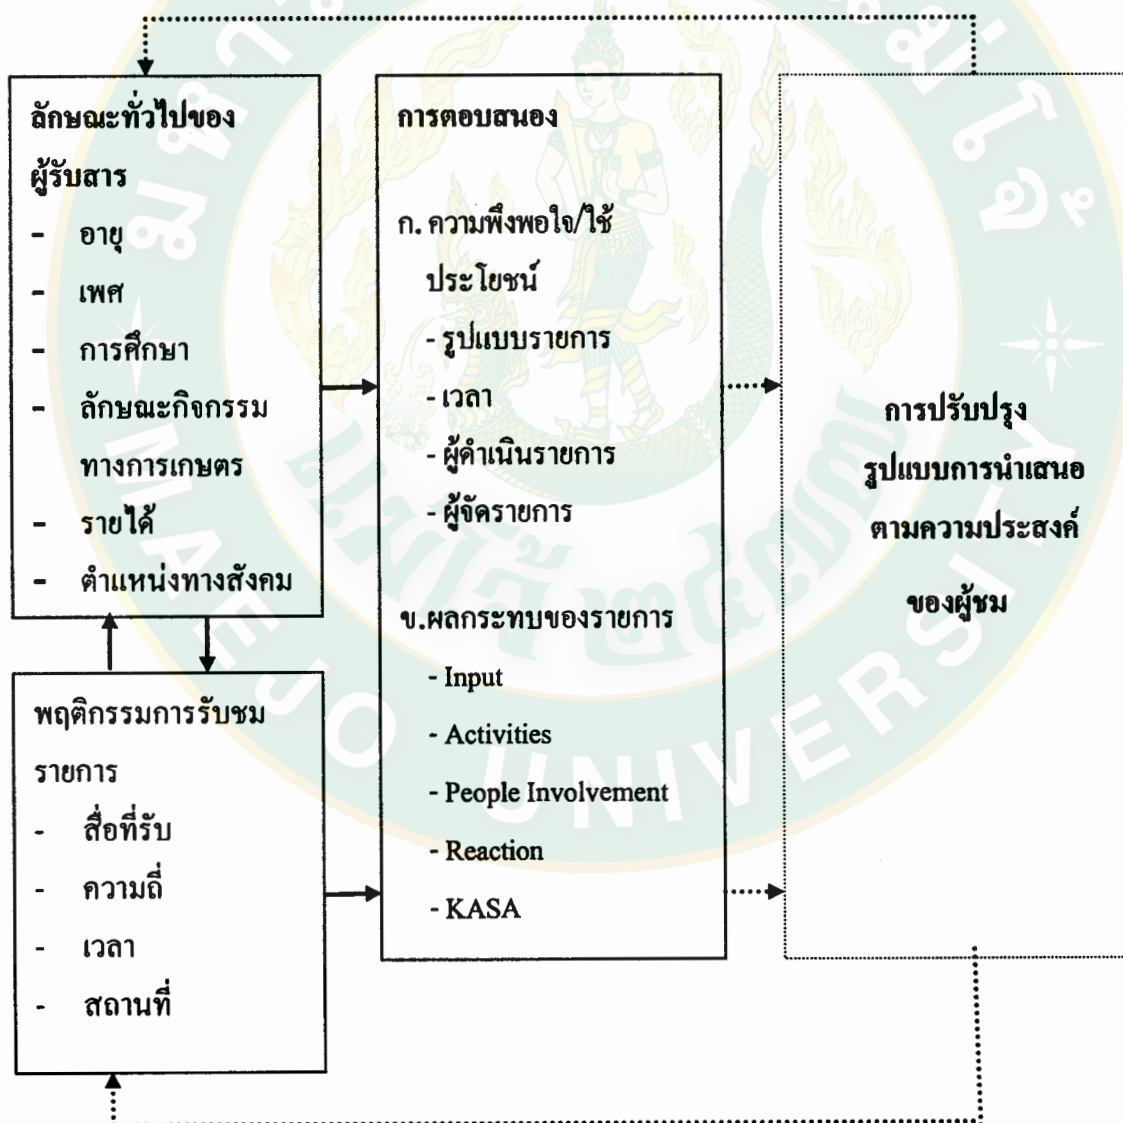 ลักษณะทั่วไปของ
ผู้รับสาร
- อายุ
- เพศ
- การศึกษา
- ลักษณะกิจกรรม
ทางการเกษตร
- รายได้
- ตำแหน่งทางสังคม
พฤติกรรมการรับชม
รายการ
- สื่อที่รับ
- ความถี่
- เวลา
- สถานที่
การตอบสนอง
ก. ความพึงพอใจ/ใช้
ประโยชน์
- รูปแบบรายการ
- เวลา
- ผู้ดำเนินรายการ
- ผู้จัดรายการ
ข.ผลกระทบของรายการ
- Input
- Activities
- People Involvement
- Reaction
- KASA
การปรับปรุง
รูปแบบการนำเสนอ
ตามความประสงค์
ของผู้ชม
แม่โจ้ ๒๔๗๗
MAEJO UNIVERSITY